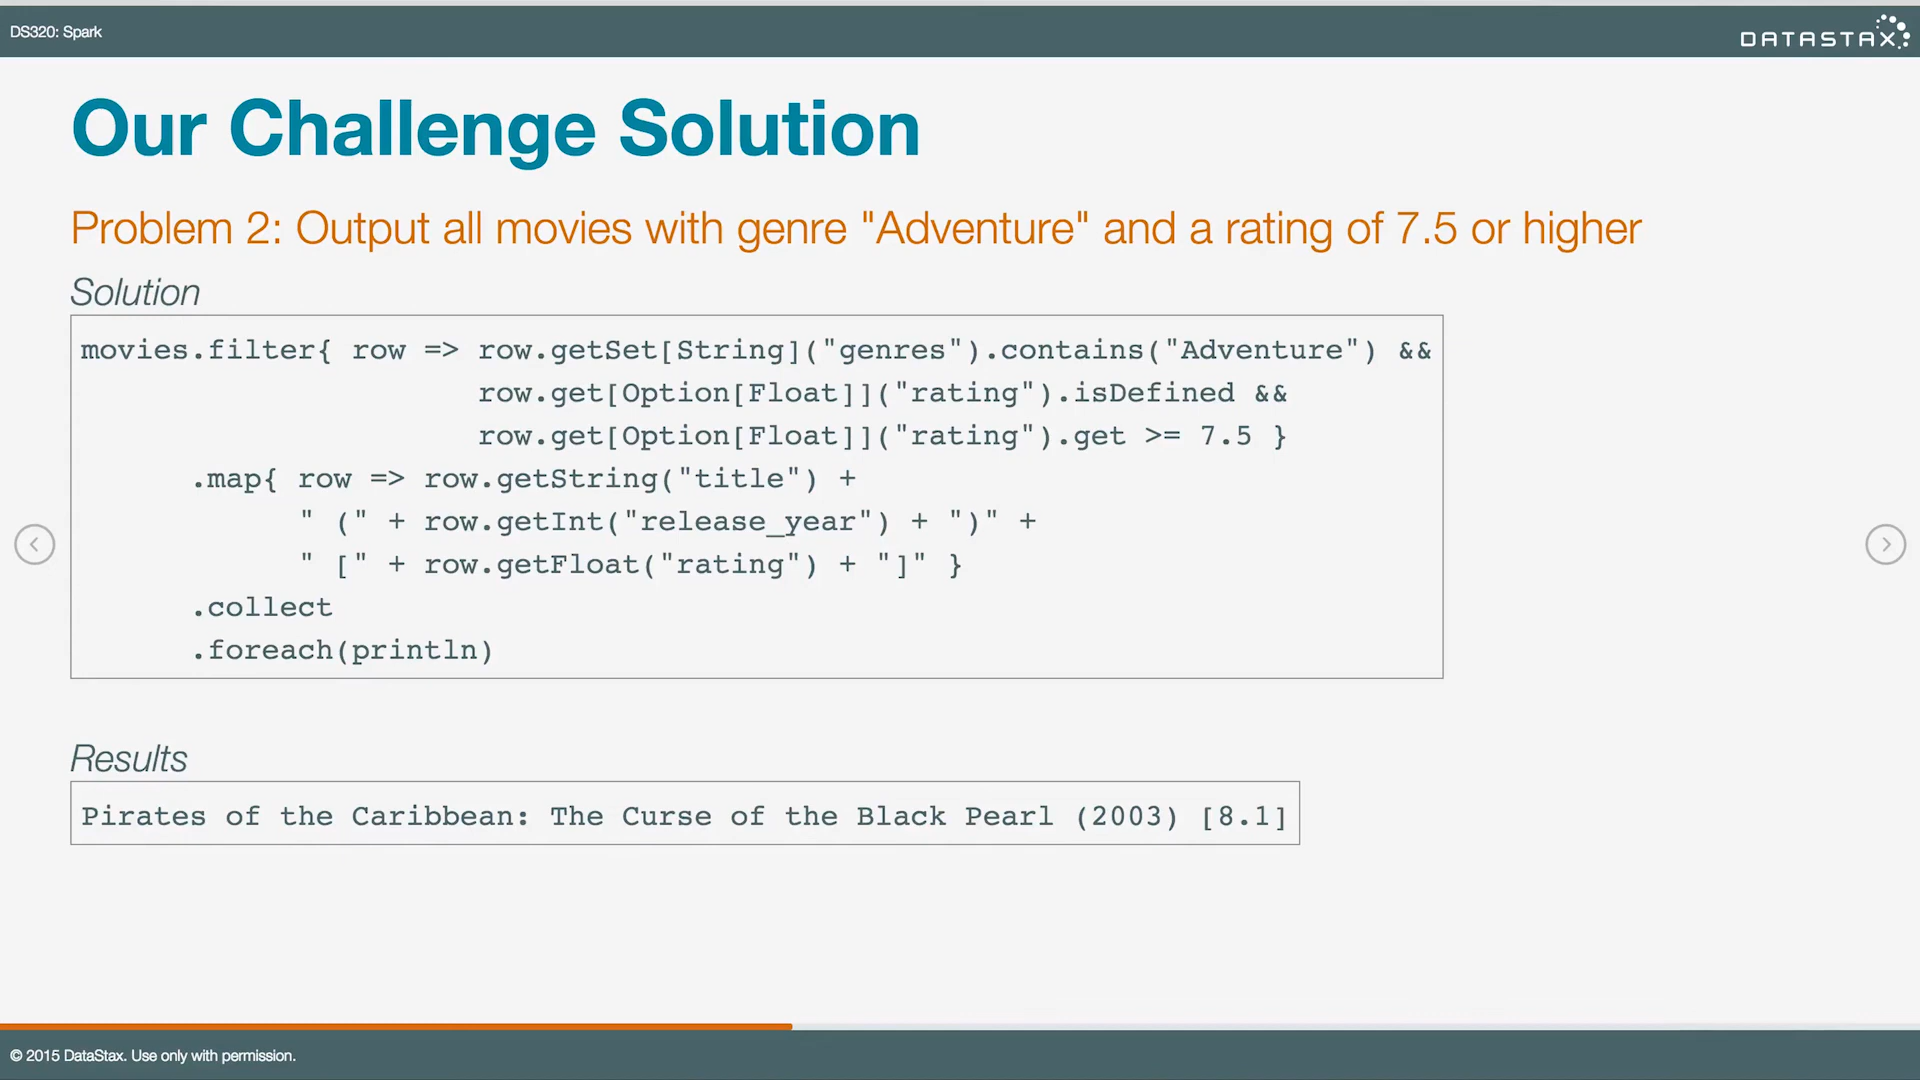 DS320: Spark
DATASTAX
Our Challenge Solution
Problem 2: Output all movies with genre "Adventure" and a rating of 7.5 or higher
Solution
movies.filter{ row => row.getSet[String]("genres").contains("Adventure") &&
row.get[Option[Float]]("rating").isDefined &&
row.get[Option[Float]]("rating").get >= 7.5 }
.map{ row => row.getString("title") +
" (" + row.getInt("release_year") + ")" +
" [" + row.getFloat("rating") + "]" }
.collect
.foreach(println)
Results
Pirates of the Caribbean: The Curse of the Black Pearl (2003) [8.1]
© 2015 DataStax. Use only with permission.